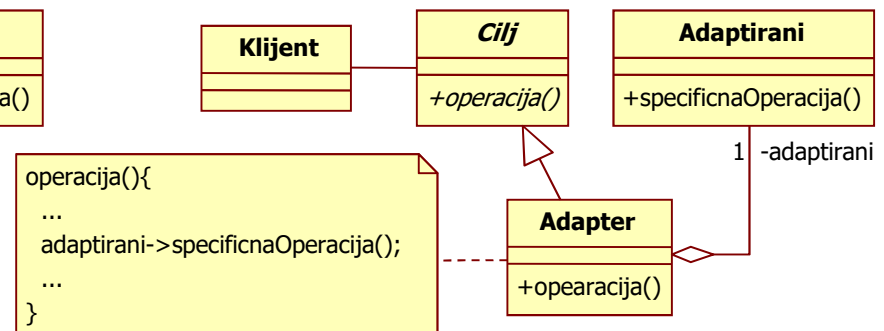 Klijent
Cilj
+operacija()
Adaptirani
+specificnaOperacija()
a()
1 -adaptirani
operacija(){
...
adaptirani->specificnaOperacija();
...
}
Adapter
+opearacija()